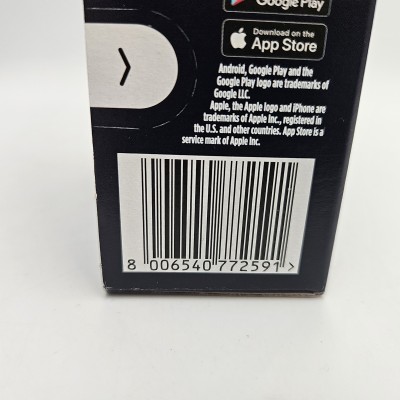 Google Play
Download on the
App Store
Android, Google Play and the
Google Play logo are trademarks of
Google LLC.
Apple, the Apple logo and iPhone are
trademarks of Apple Inc., registered in
the U.S. and other countries. App Store is a
service mark of Apple Inc.
8 006540 772591 >